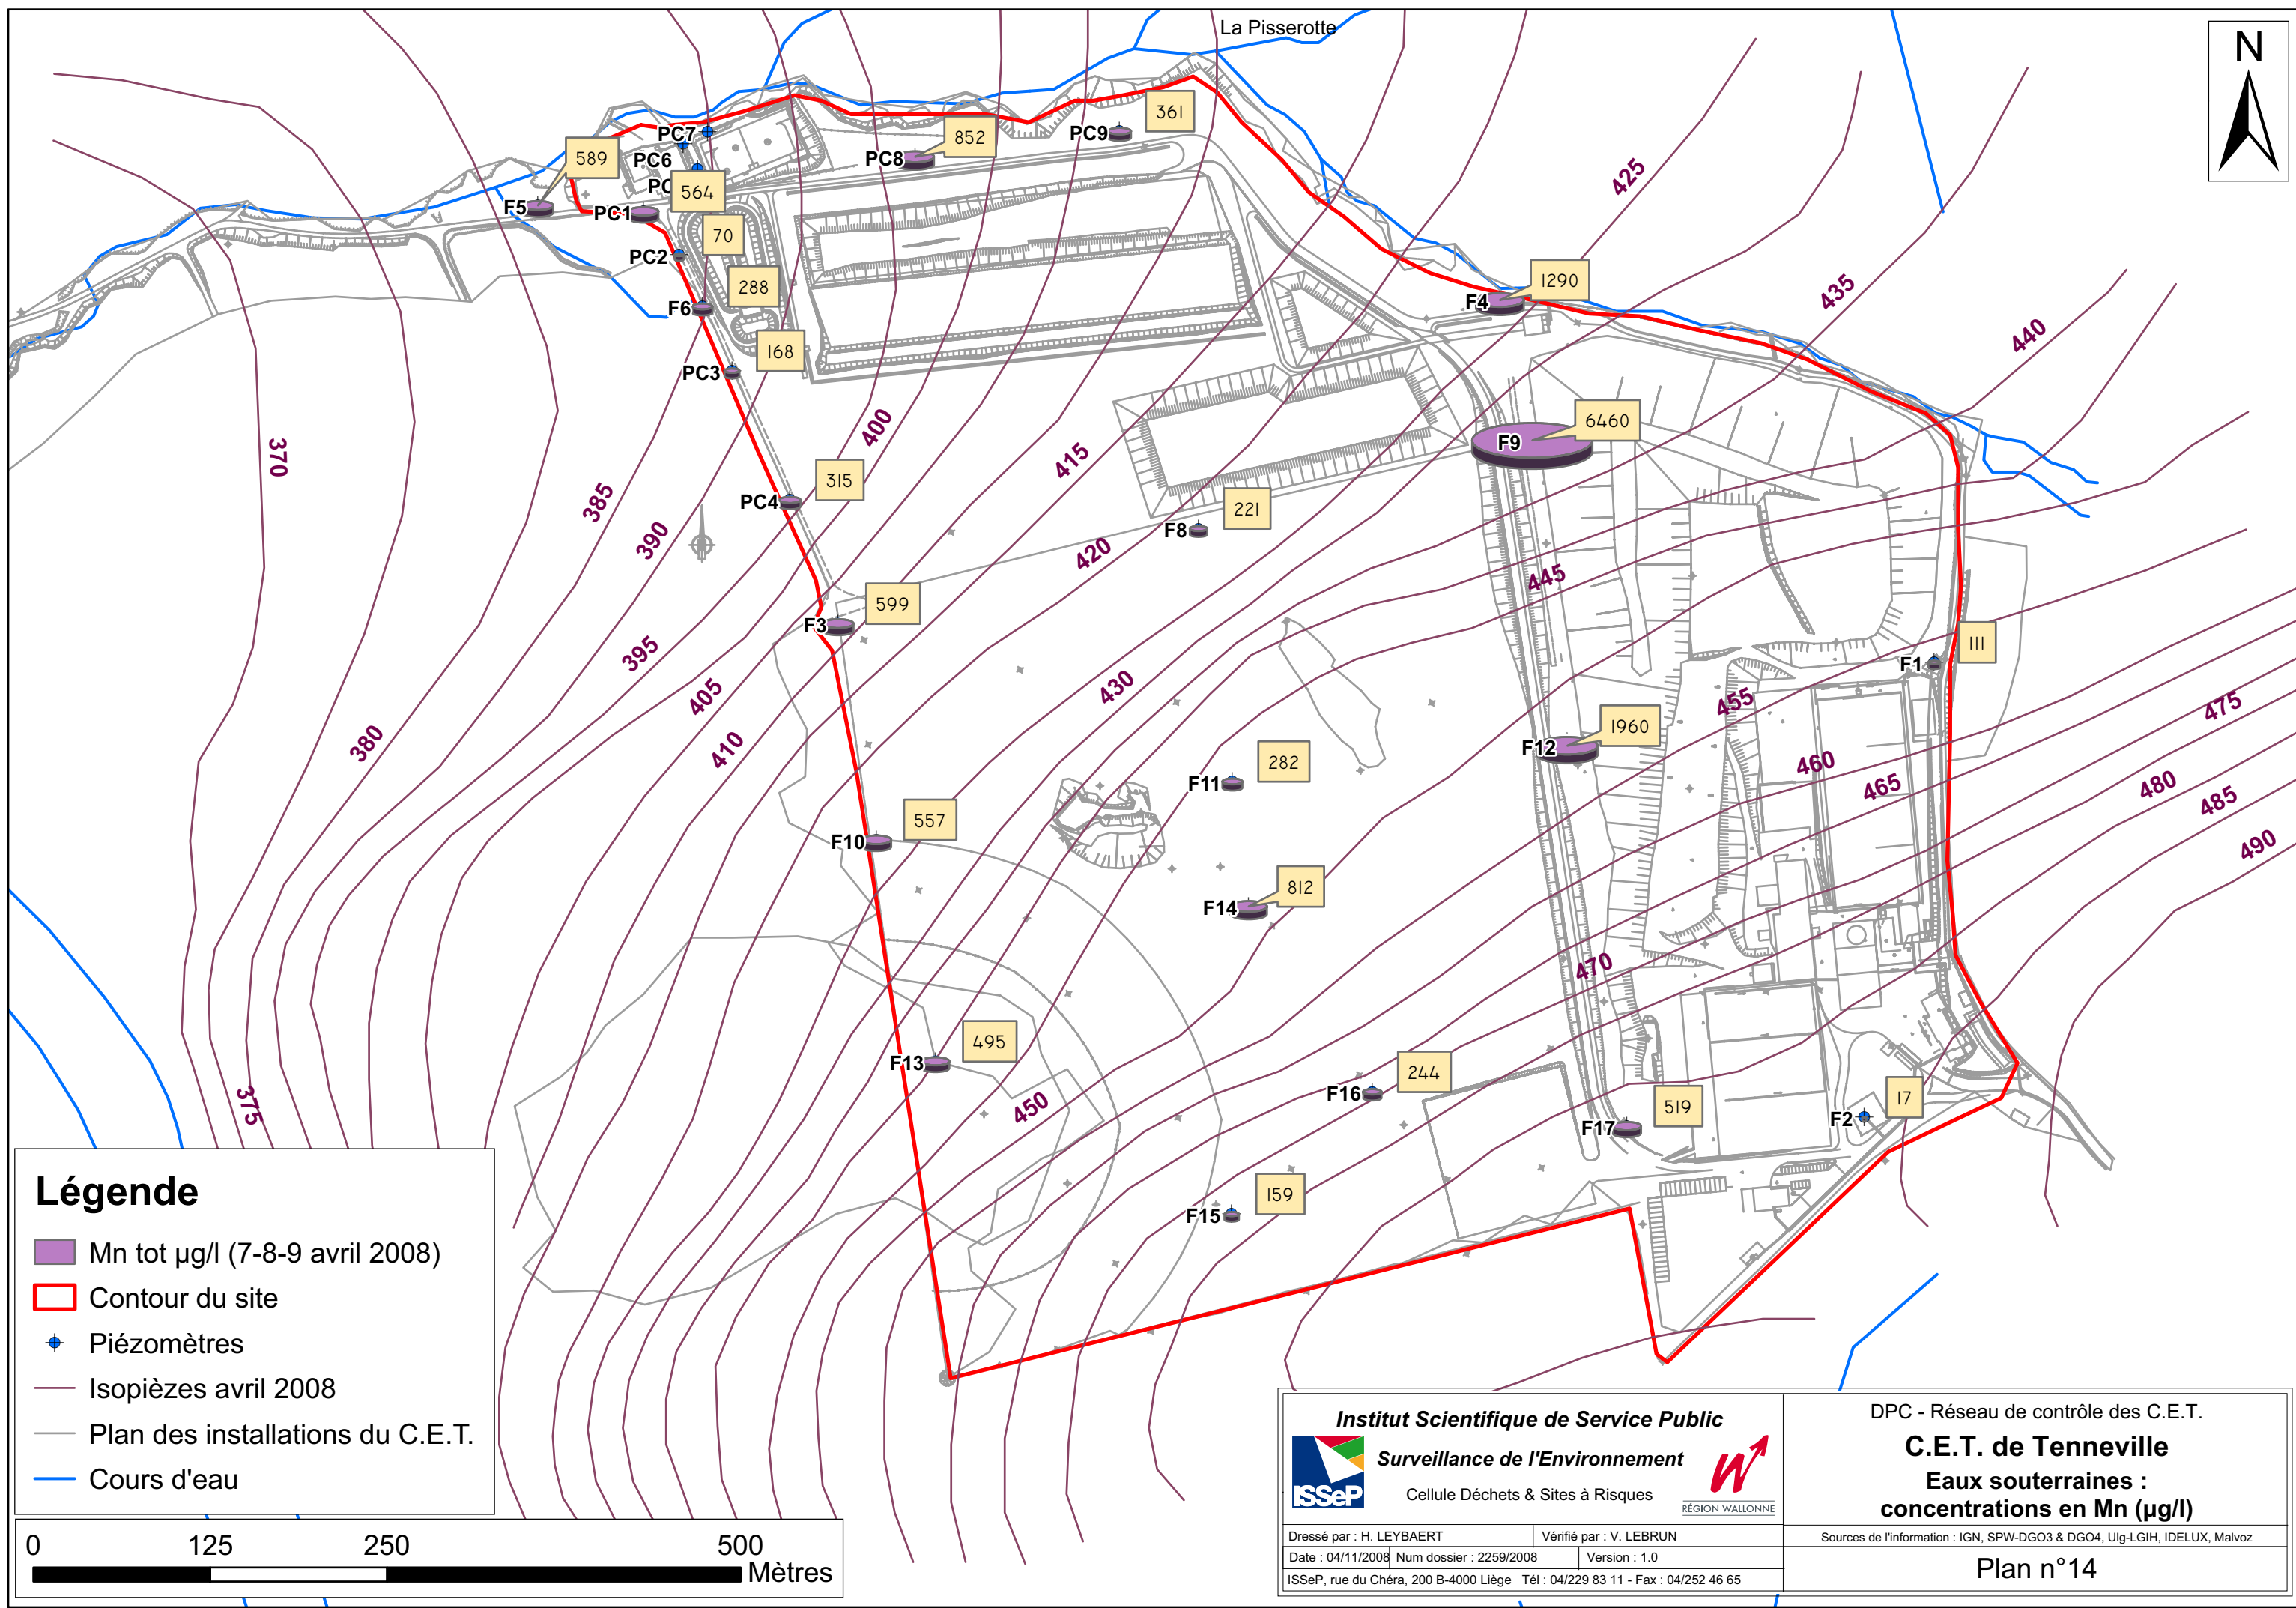 La Pisserotte
N
361
PC7
852
PC9
589
PC6
PC8
PC
564
425
F5
PC1
70
PC2
288
1290
435
F6
F4
440
168
PC3
6460
400
F9
370
415
315
385
PC4
221
390
F8
420
445
599
F3
111
395
F1
430
405
455
475
1960
380
410
F12
282
460
480
F11
465
485
557
490
F10
812
F14
470
495
F13
244
375
450
F16
519
17
F17
F2
159
F15
Légende
Mn tot µg/l (7-8-9 avril 2008)
Contour du site
Piézomètres
Isopièzes avril 2008
Plan des installations du C.E.T.
Cours d'eau
0 125 250 500
Mètres
Institut Scientifique de Service Public
Surveillance de l'Environnement
Cellule Déchets & Sites à Risques
ISSeP
W
RÉGION WALLONNE
Dressé par : H. LEYBAERT
Vérifié par : V. LEBRUN
Date : 04/11/2008
Num dossier : 2259/2008
Version : 1.0
ISSeP, rue du Chéra, 200 B-4000 Liège Tél : 04/229 83 11 - Fax : 04/252 46 65
DPC - Réseau de contrôle des C.E.T.
C.E.T. de Tenneville
Eaux souterraines :
concentrations en Mn (µg/l)
Sources de l'information : IGN, SPW-DGO3 & DGO4, Ulg-LGIH, IDELUX, Malvoz
Plan n°14